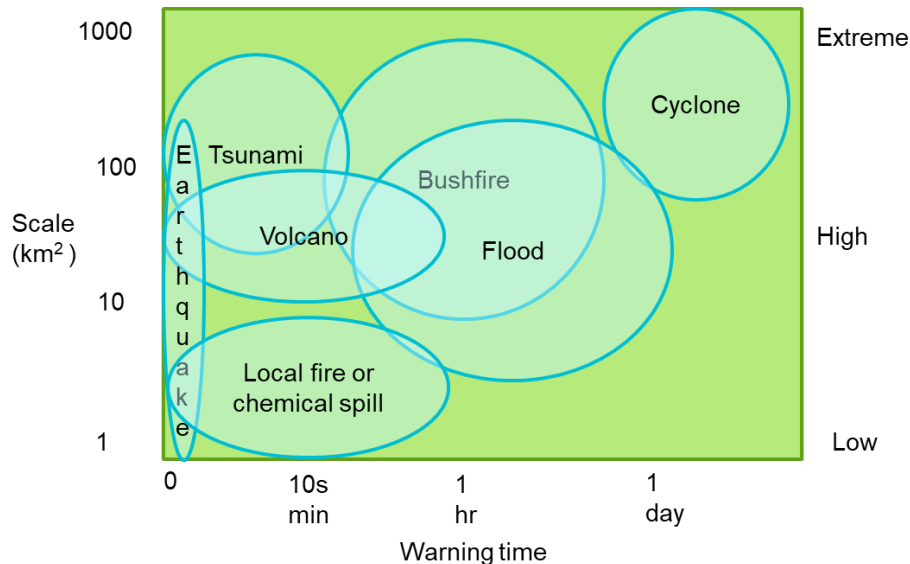 1000
Extreme
Cyclone
Earthquake
Tsunami
100
Bushfire
Scale
(km²)
Volcano
Flood
High
10
Local fire or
chemical spill
1
Low
0
10s
min
1
hr
1
day
Warning time